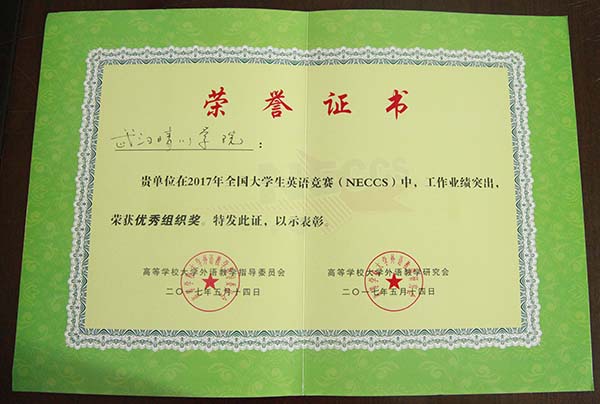 荣誉证书
武汉晴川学院：
贵单位在2017年全国大学生英语竞赛（NECCS）中，工作业绩突出，
荣获优秀组织奖。特发此证，以示表彰。
高等学校大学外语教学指导委员会
二〇一七年五月十四日
高等学校大学外语教学研究会
二〇一七年五月十四日